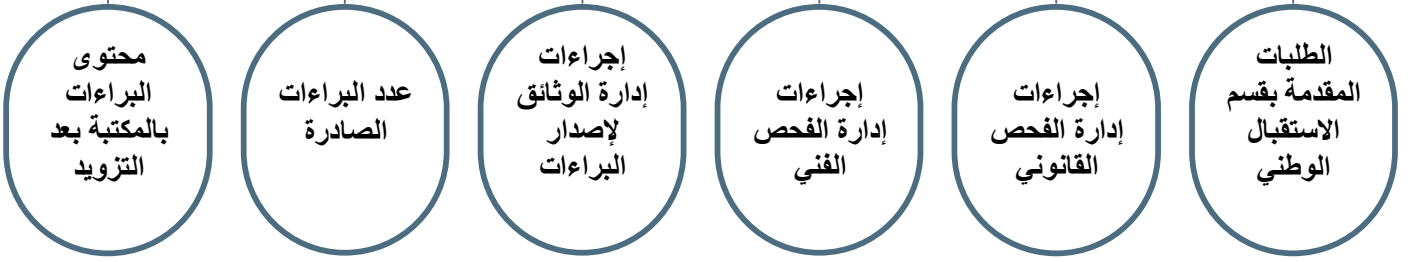 الطلبات
المقدمة بقسم
الاستقبال
الوطني
إجراءات
إدارة الفحص
القانوني
إجراءات
إدارة الفحص
الفني
إجراءات
إدارة الوثائق
لإصدار
البراءات
عدد البراءات
الصادرة
محتوى
البراءات
بالمكتبة بعد
التزويد